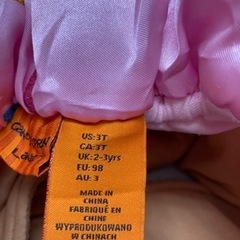 US:3T
CA:3T
UK:2-3yrs
EU:98
AU:3
MADE IN
CHINA
FABRIQUÉ EN
CHINE
WYPRODUKOWANO
W CHINACH